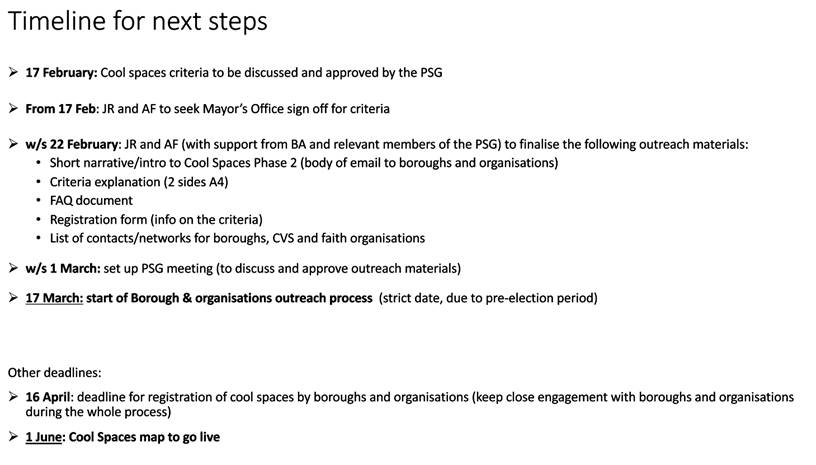 Timeline for next steps
➢ 17 February: Cool spaces criteria to be discussed and approved by the PSG
➢ From 17 Feb: JR and AF to seek Mayor's Office sign off for criteria
➢ w/s 22 February: JR and AF (with support from BA and relevant members of the PSG) to finalise the following outreach materials:
• Short narrative/intro to Cool Spaces Phase 2 (body of email to boroughs and organisations)
• Criteria explanation (2 sides A4)
• FAQ document
• Registration form (info on the criteria)
• List of contacts/networks for boroughs, CVS and faith organisations
➢ w/s 1 March: set up PSG meeting (to discuss and approve outreach materials)
➢ 17 March: start of Borough & organisations outreach process (strict date, due to pre-election period)
Other deadlines:
➢ 16 April: deadline for registration of cool spaces by boroughs and organisations (keep close engagement with boroughs and organisations
during the whole process)
➢ 1 June: Cool Spaces map to go live